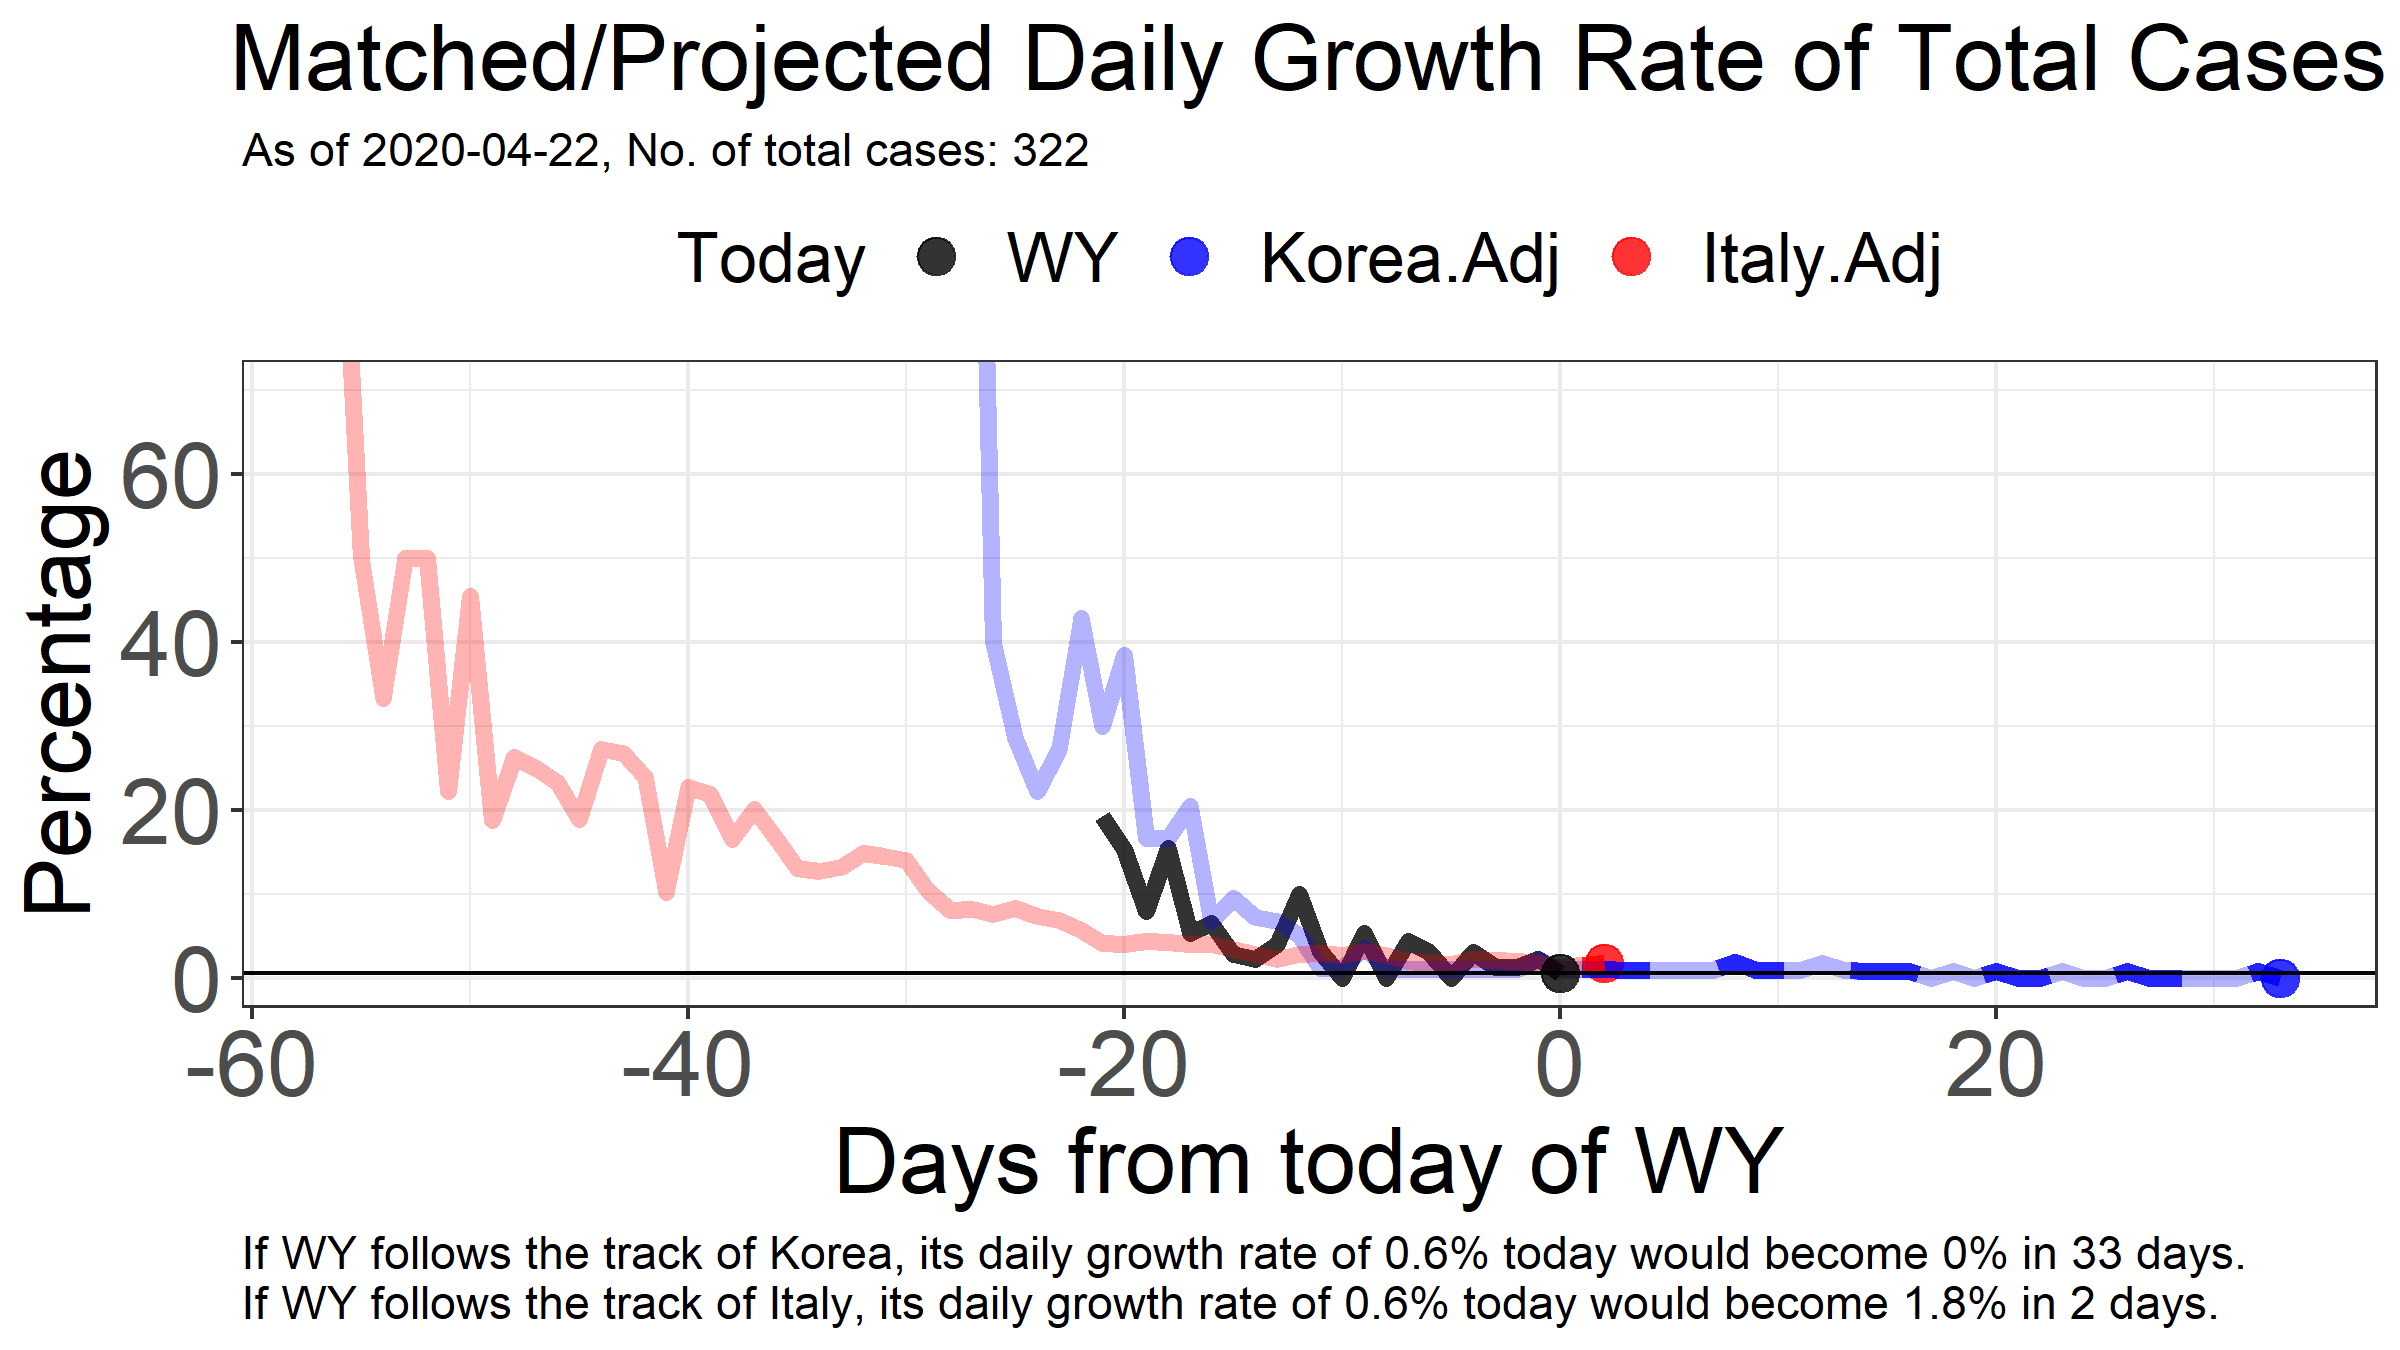 Matched/Projected Daily Growth Rate of Total Cases
As of 2020-04-22, No. of total cases: 322
Today WY Korea.Adj Italy.Adj
Percentage
60
40
20
0
-60 -40 -20 0 20
Days from today of WY
If WY follows the track of Korea, its daily growth rate of 0.6% today would become 0% in 33 days.
If WY follows the track of Italy, its daily growth rate of 0.6% today would become 1.8% in 2 days.